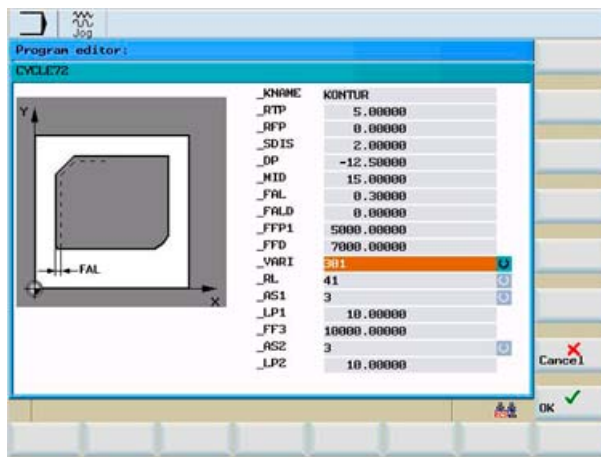 Jog
Program editor:
CYCLE72
_KNAME KONTUR
_RTP 5.00000
_RFP 0.00000
_SDIS 2.00000
_DP -12.50000
_MID 15.00000
_FAL 0.30000
_FALD 0.00000
_FFP1 5000.00000
_FFD 7000.00000
_VARI 301
_RL 41
_AS1 3
_LP1 10.00000
_FF3 10000.00000
_AS2 3
_LP2 10.00000
Y
FAL
X
Cancel
OK